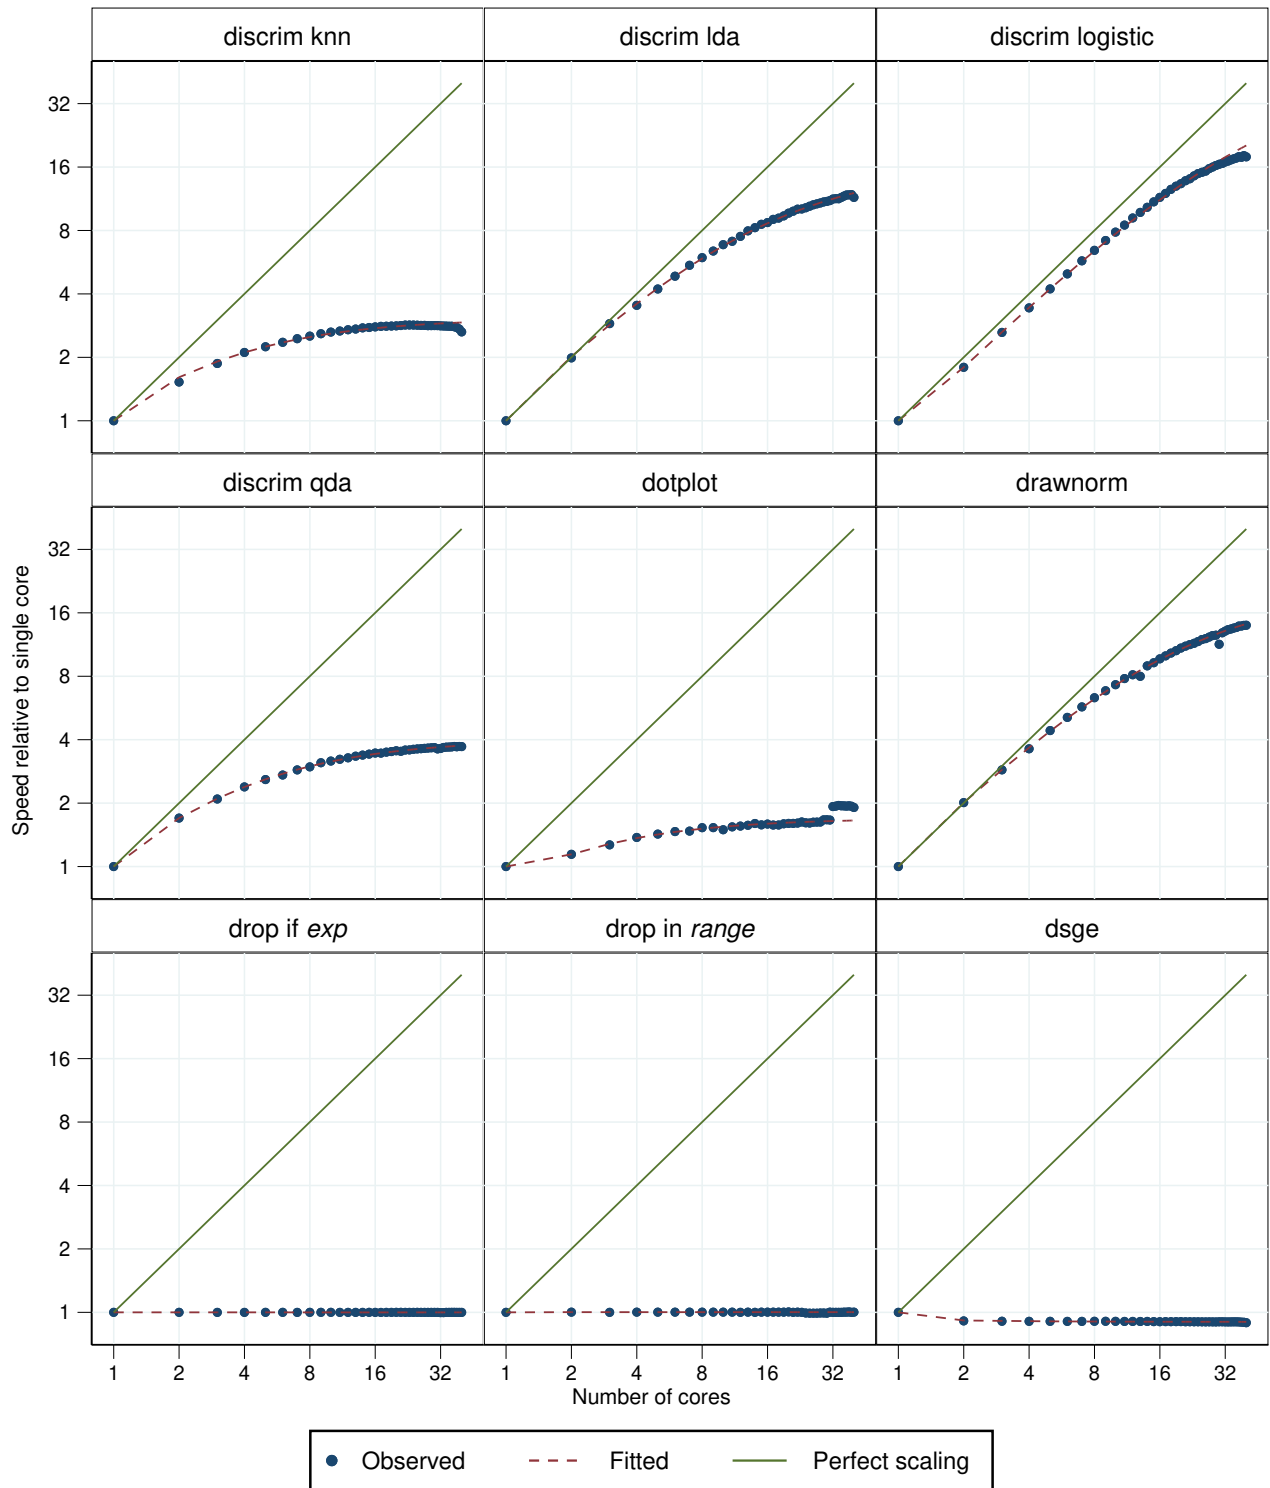 discrim knn discrim lda discrim logistic
32
16
8
4
2
1
discrim qda dotplot drawnorm
32
16
8
4
2
1
Speed relative to single core
drop if exp drop in range dsge
32
16
8
4
2
1
1 2 4 8 16 32 1 2 4 8 16 32 1 2 4 8 16 32
Number of cores
Observed Fitted Perfect scaling